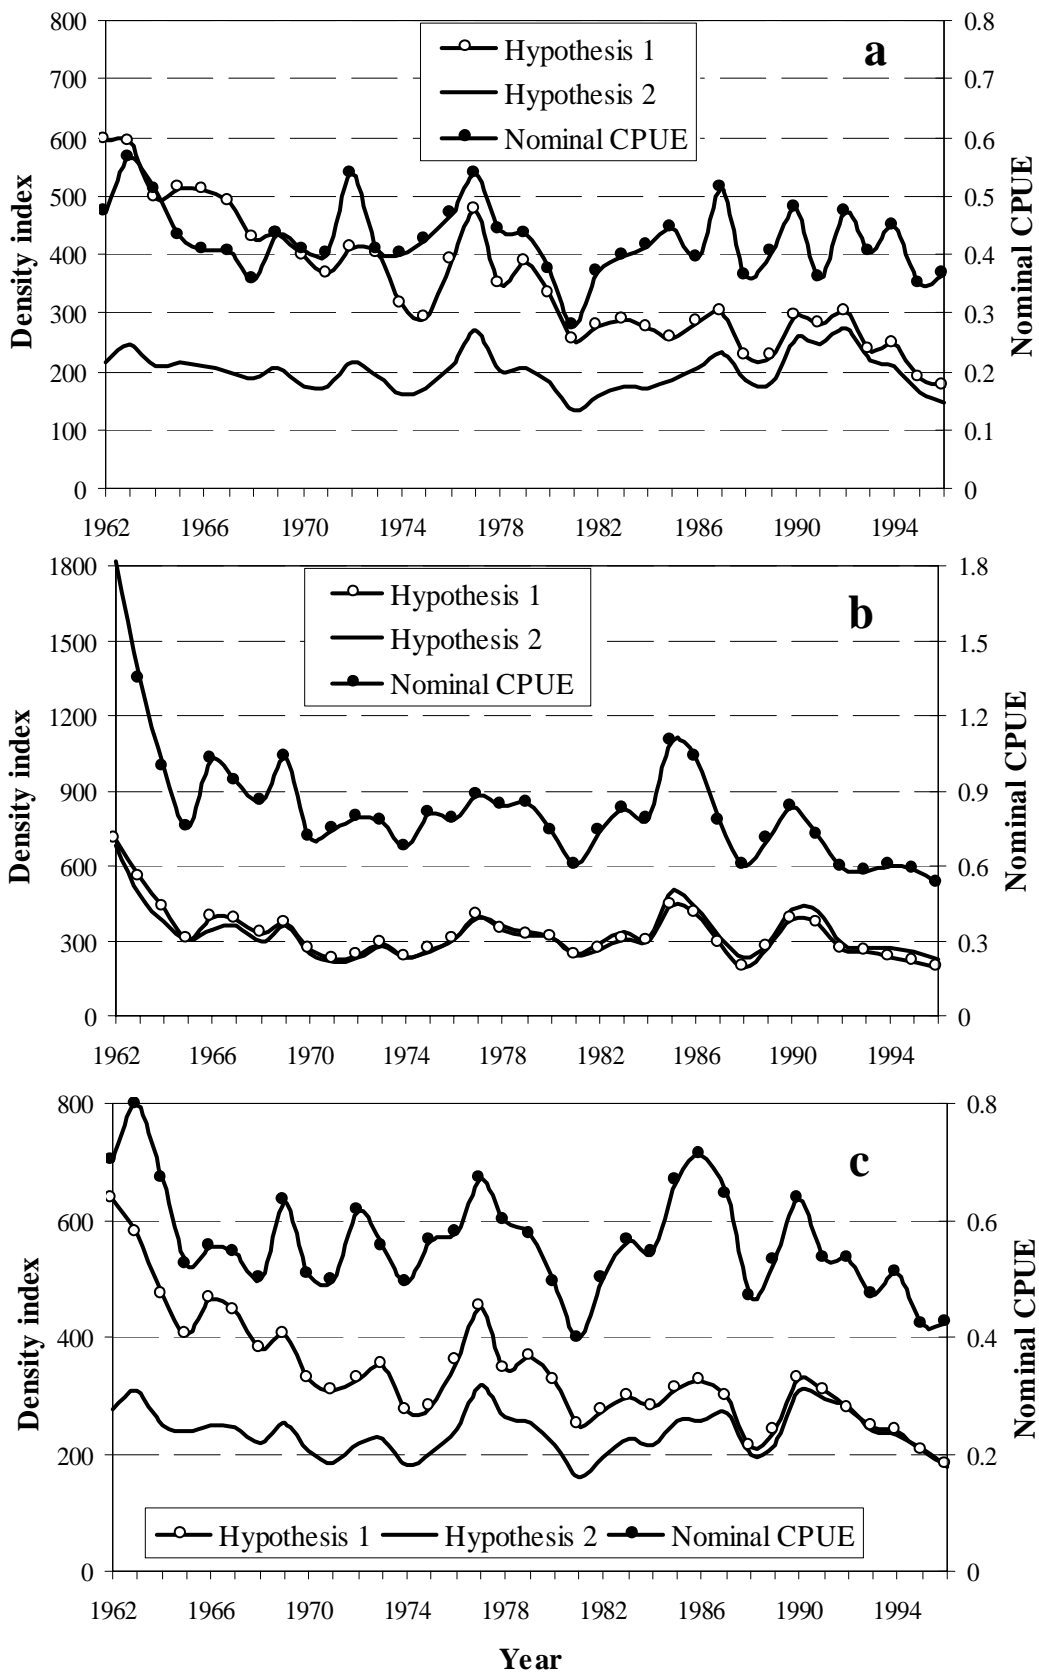 800
700
600
500
400
300
200
100
0
Density index
Hypothesis 1
Hypothesis 2
Nominal CPUE
a
0.8
0.7
0.6
0.5
0.4
0.3
0.2
0.1
0
Nominal CPUE
1962 1966 1970 1974 1978 1982 1986 1990 1994
1800
1500
1200
900
600
300
0
Density index
Hypothesis 1
Hypothesis 2
Nominal CPUE
b
1.8
1.5
1.2
0.9
0.6
0.3
0
Nominal CPUE
1962 1966 1970 1974 1978 1982 1986 1990 1994
800
600
400
200
0
Density index
c
Hypothesis 1 Hypothesis 2 Nominal CPUE
0.8
0.6
0.4
0.2
0
Nominal CPUE
1962 1966 1970 1974 1978 1982 1986 1990 1994
Year